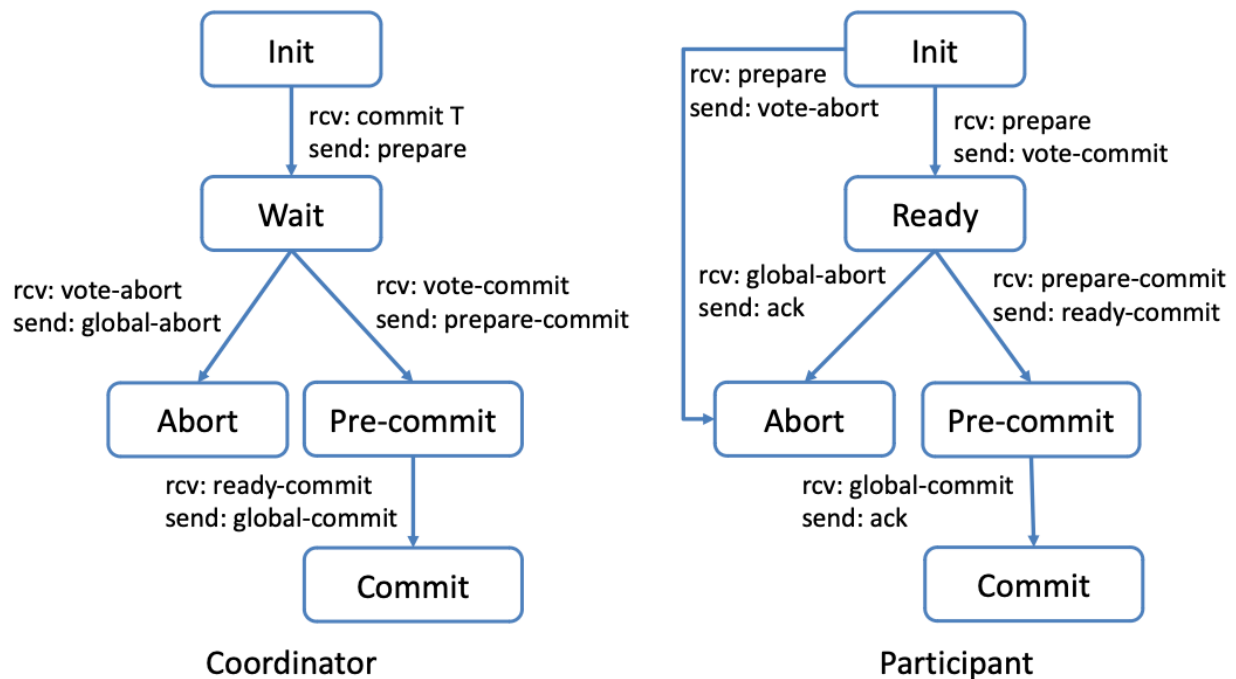 Init
rcv: commit T
send: prepare
Wait
rcv: vote-abort
send: global-abort
rcv: vote-commit
send: prepare-commit
Abort
Pre-commit
rcv: ready-commit
send: global-commit
Commit
Coordinator
Init
rcv: prepare
send: vote-abort
rcv: prepare
send: vote-commit
Ready
rcv: global-abort
send: ack
rcv: prepare-commit
send: ready-commit
Abort
Pre-commit
rcv: global-commit
send: ack
Commit
Participant